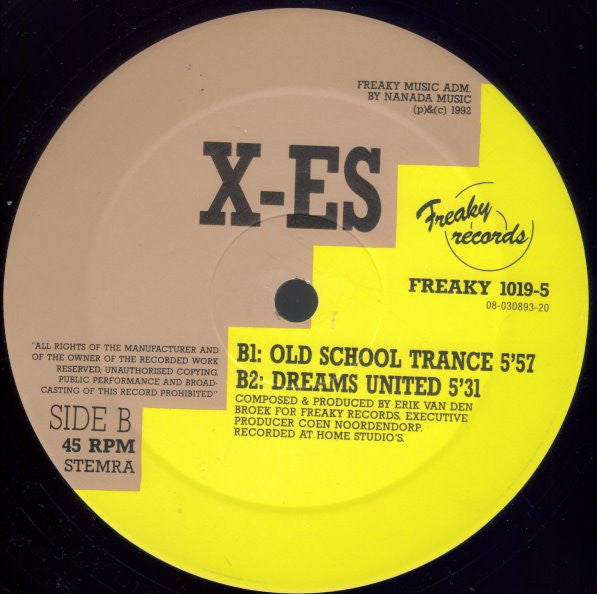 FREAKY MUSIC ADM.
BY NANADA MUSIC
(p)&(c) 1992
X-ES
Freaky
records
FREAKY 1019-5
08-030893-20
"ALL RIGHTS OF THE MANUFACTURER AND
OF THE OWNER OF THE RECORDED WORK
RESERVED, UNAUTHORISED COPYING,
PUBLIC PERFORMANCE AND BROAD-
CASTING OF THIS RECORD PROHIBITED"
B1: OLD SCHOOL TRANCE 5'57
B2: DREAMS UNITED 5'31
COMPOSED & PRODUCED BY ERIK VAN DEN
BROEK FOR FREAKY RECORDS. EXECUTIVE
PRODUCER COEN NOORDENDORP.
RECORDED AT HOME STUDIO'S.
SIDE B
45 RPM
STEMRA